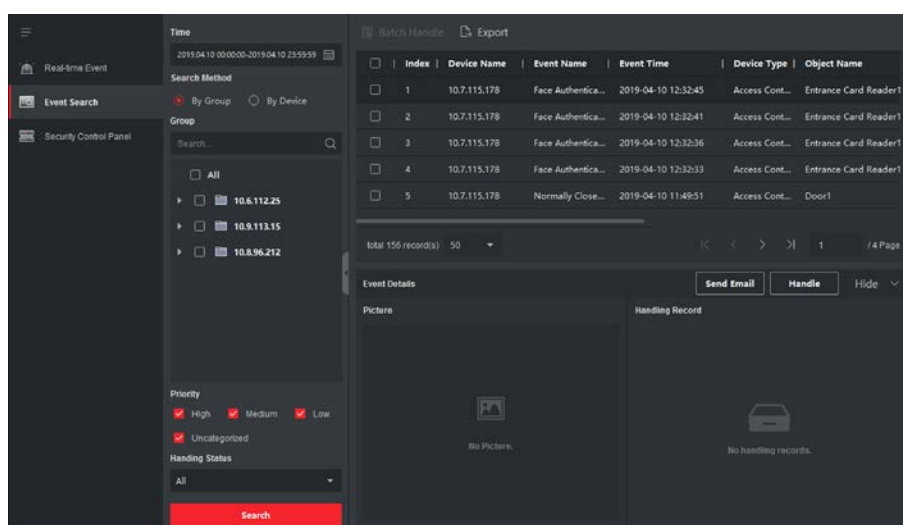 Real-time Event
Event Search
Security Control Panel
Time
2019.04.10 00:00:00-2019.04.10 23:59:59
Search Method
By Group By Device
Group
Search...
All
10.6.112.25
10.9.113.15
10.8.96.212
Priority
High Medium Low
Uncategorized
Handing Status
All
Search
Batch Handle Export
Index Device Name Event Name Event Time Device Type Object Name
1 10.7.115.178 Face Authentica... 2019-04-10 12:32:45 Access Cont... Entrance Card Reader1
2 10.7.115.178 Face Authentica... 2019-04-10 12:32:41 Access Cont... Entrance Card Reader1
3 10.7.115.178 Face Authentica... 2019-04-10 12:32:36 Access Cont... Entrance Card Reader1
4 10.7.115.178 Face Authentica... 2019-04-10 12:32:33 Access Cont... Entrance Card Reader1
5 10.7.115.178 Normally Close... 2019-04-10 11:49:51 Access Cont... Door1
total 156 record(s) 50 1 / 4 Page
Event Details Send Email Handle Hide
Picture
No Picture.
Handling Record
No handling records.